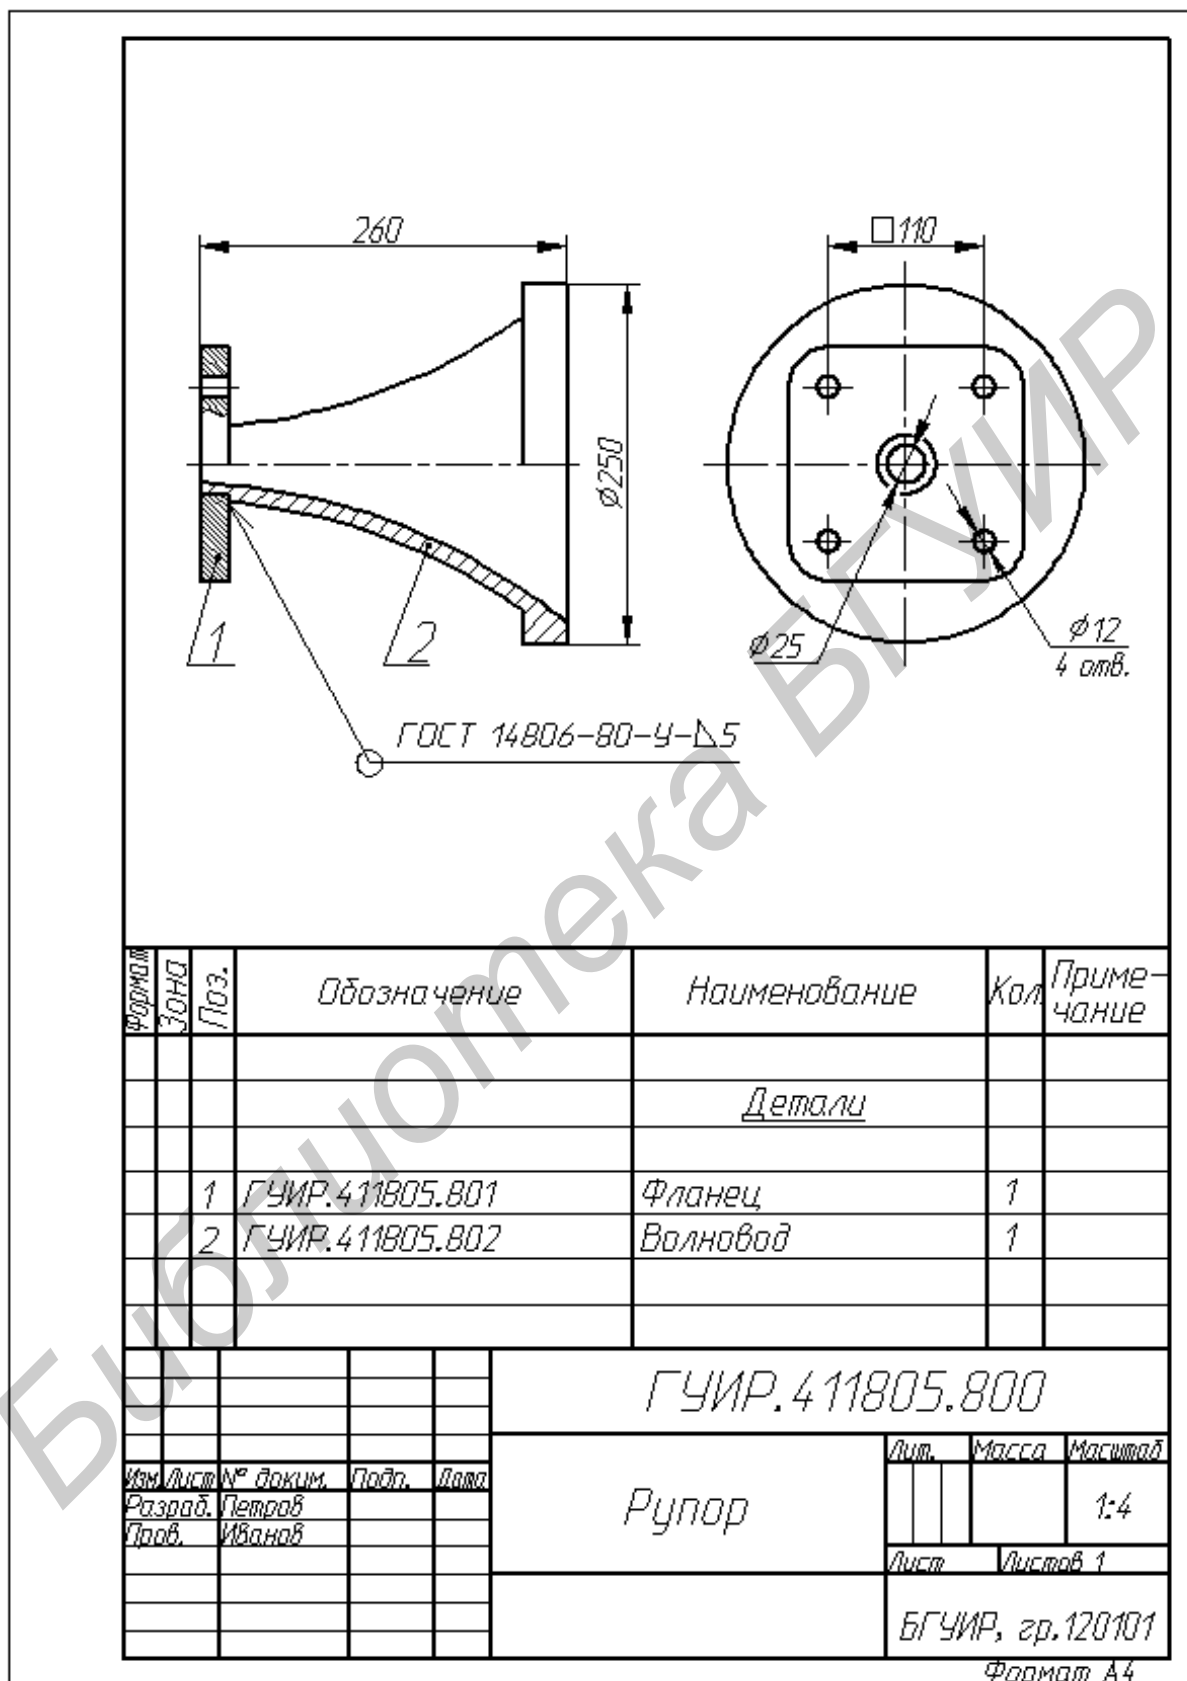 260
□110
⌀250
1
2
⌀25
⌀12
4 отв.
ГОСТ 14806-80-У-◺5
Формат Зона Поз. Обозначение Наименование Кол. Приме-
чание
Детали
1 ГУИР.411805.801 Фланец 1
2 ГУИР.411805.802 Волновод 1
ГУИР.411805.800
Лит. Масса Масштаб
Изм. Лист № докум. Подп. Дата
Разраб. Петров
Пров. Иванов
Рупор
1:4
Лист Листов 1
БГУИР, гр.120101
Формат А4
Библиотека БГУИР